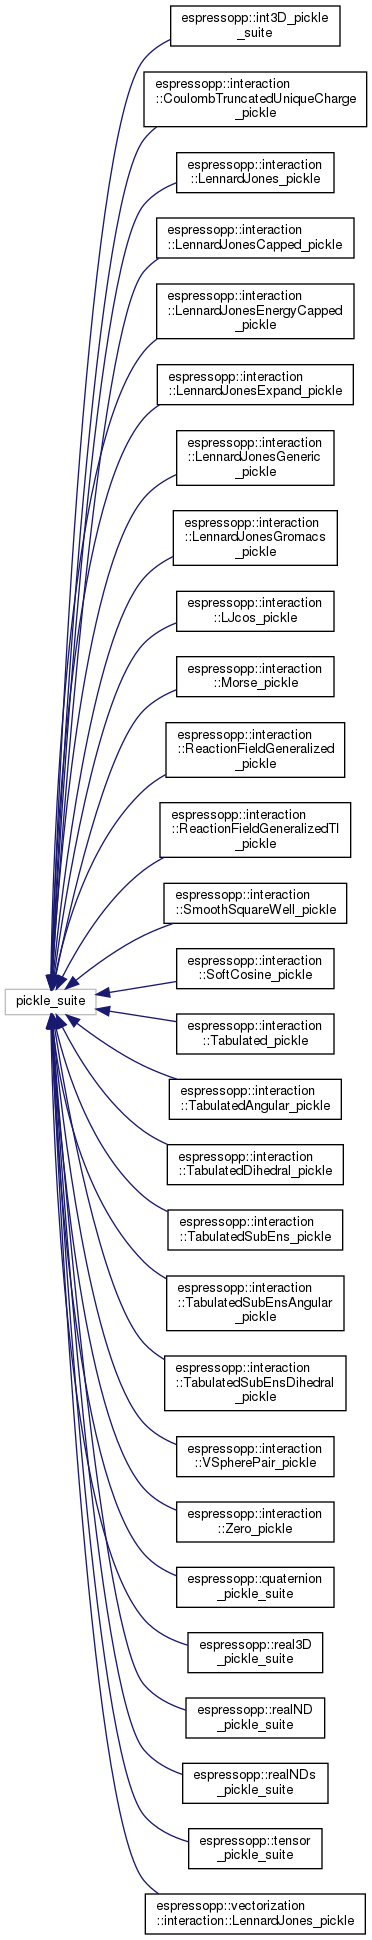 espressopp::int3D_pickle
_suite
espressopp::interaction
::CoulombTruncatedUniqueCharge
_pickle
espressopp::interaction
::LennardJones_pickle
espressopp::interaction
::LennardJonesCapped_pickle
espressopp::interaction
::LennardJonesEnergyCapped
_pickle
espressopp::interaction
::LennardJonesExpand_pickle
espressopp::interaction
::LennardJonesGeneric
_pickle
espressopp::interaction
::LennardJonesGromacs
_pickle
espressopp::interaction
::LJcos_pickle
espressopp::interaction
::Morse_pickle
espressopp::interaction
::ReactionFieldGeneralized
_pickle
espressopp::interaction
::ReactionFieldGeneralizedTI
_pickle
espressopp::interaction
::SmoothSquareWell_pickle
espressopp::interaction
::SoftCosine_pickle
pickle_suite
espressopp::interaction
::Tabulated_pickle
espressopp::interaction
::TabulatedAngular_pickle
espressopp::interaction
::TabulatedDihedral_pickle
espressopp::interaction
::TabulatedSubEns_pickle
espressopp::interaction
::TabulatedSubEnsAngular
_pickle
espressopp::interaction
::TabulatedSubEnsDihedral
_pickle
espressopp::interaction
::VSpherePair_pickle
espressopp::interaction
::Zero_pickle
espressopp::quaternion
_pickle_suite
espressopp::real3D
_pickle_suite
espressopp::realND
_pickle_suite
espressopp::realNDs
_pickle_suite
espressopp::tensor
_pickle_suite
espressopp::vectorization
::interaction::LennardJones_pickle